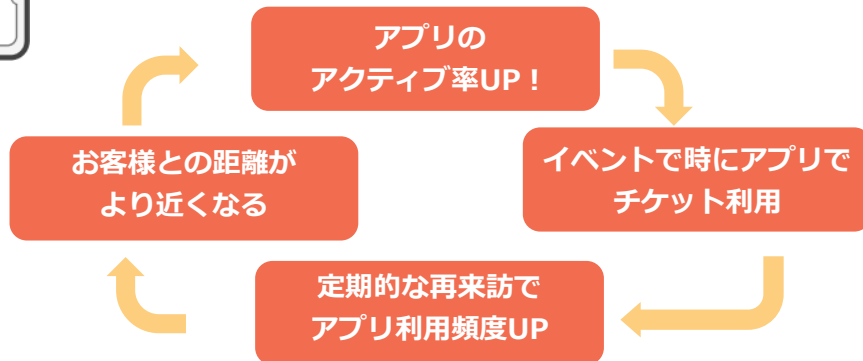 アプリの
アクティブ率UP！
イベントで時にアプリで
チケット利用
定期的な再来訪で
アプリ利用頻度UP
お客様との距離が
より近くなる